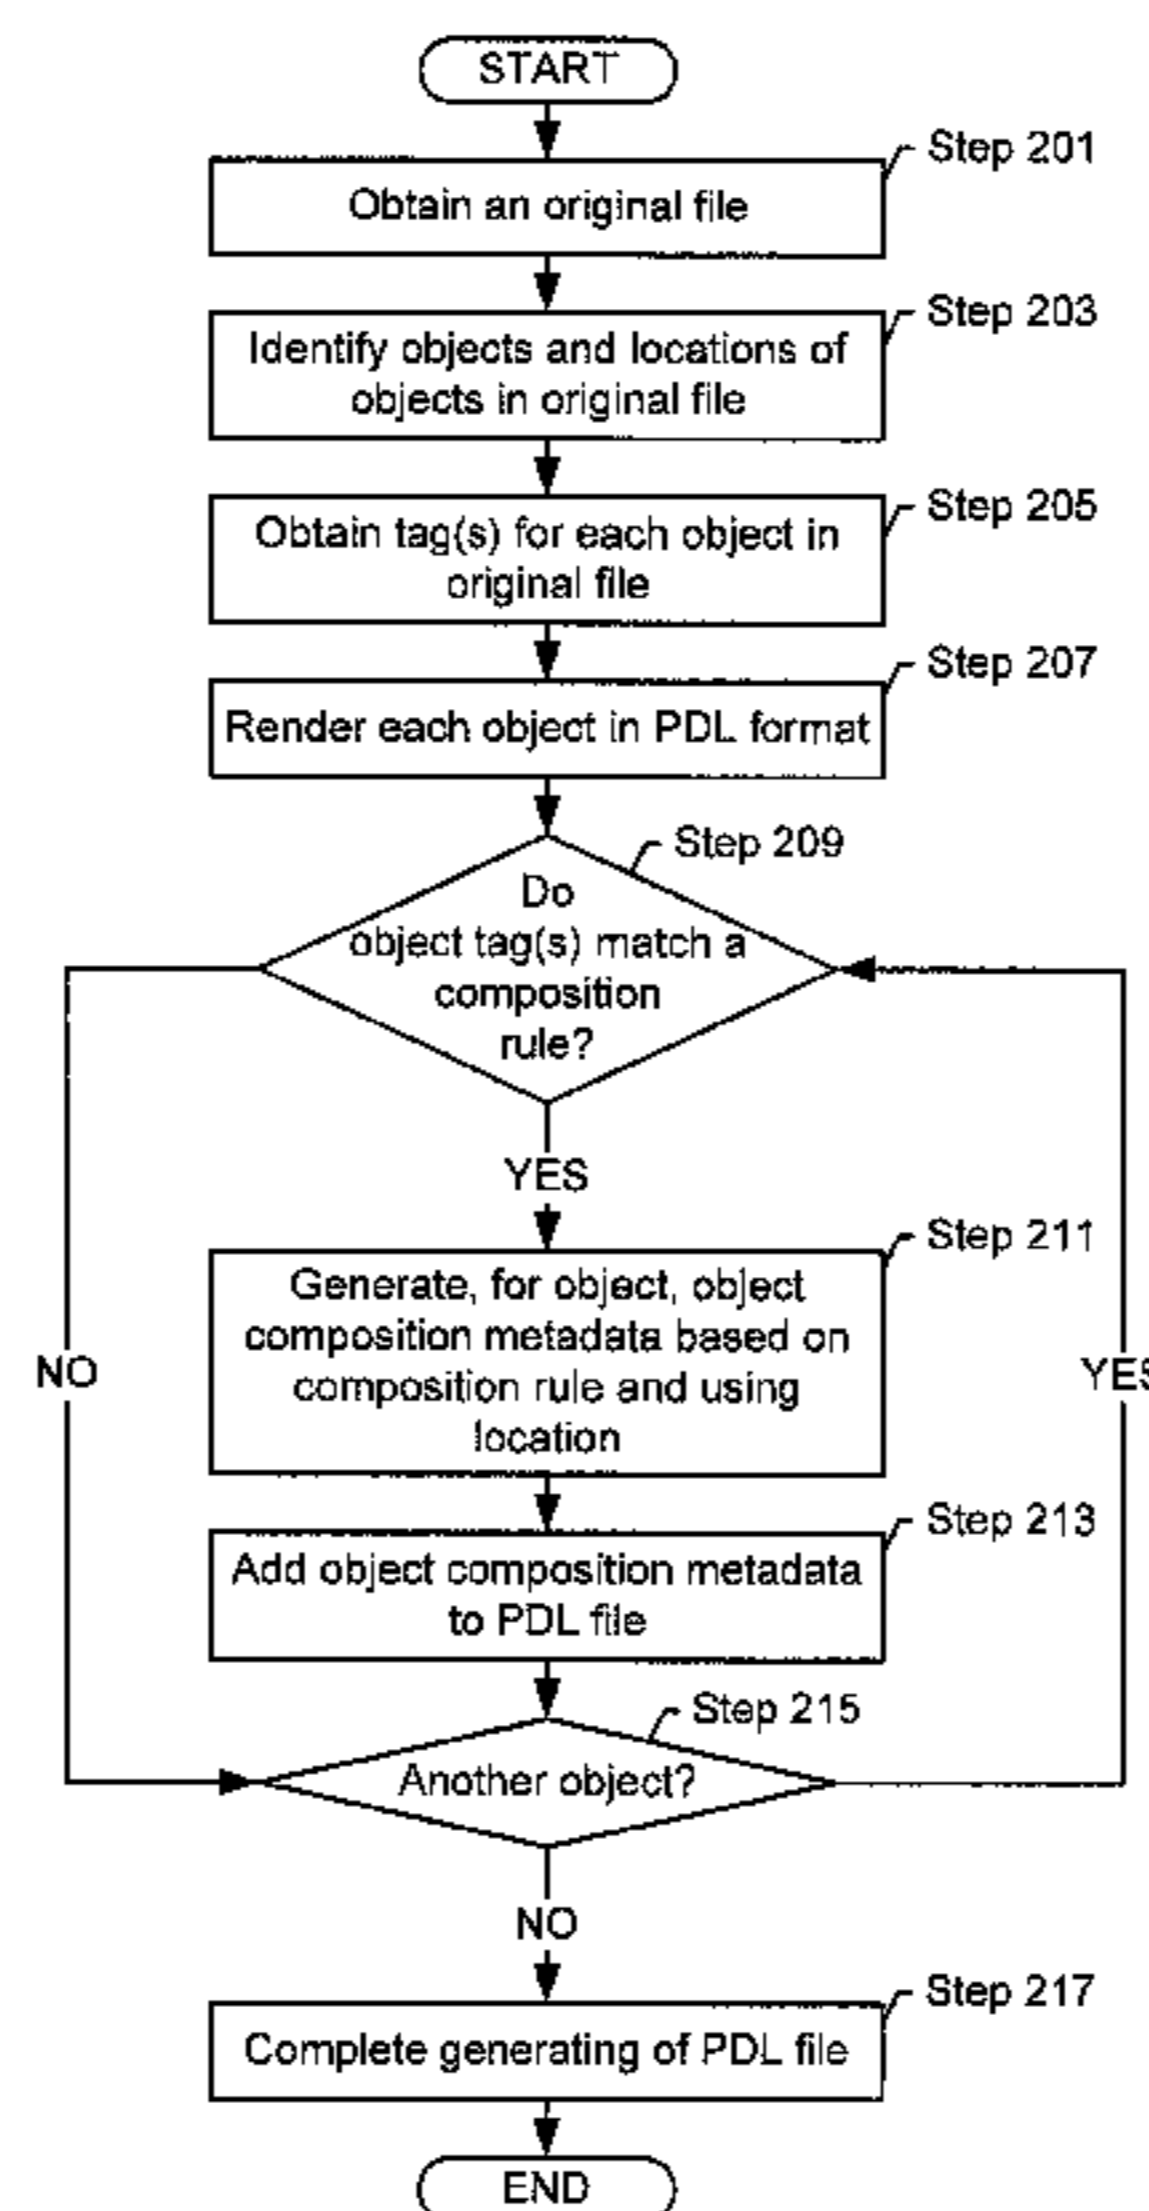 START
Step 201
Obtain an original file
Step 203
Identify objects and locations of
objects in original file
Step 205
Obtain tag(s) for each object in
original file
Step 207
Render each object in PDL format
Step 209
Do
object tag(s) match a
composition
rule?
YES
Step 211
Generate, for object, object
composition metadata based on
composition rule and using
location
NO
YES
Step 213
Add object composition metadata
to PDL file
Step 215
Another object?
NO
Step 217
Complete generating of PDL file
END